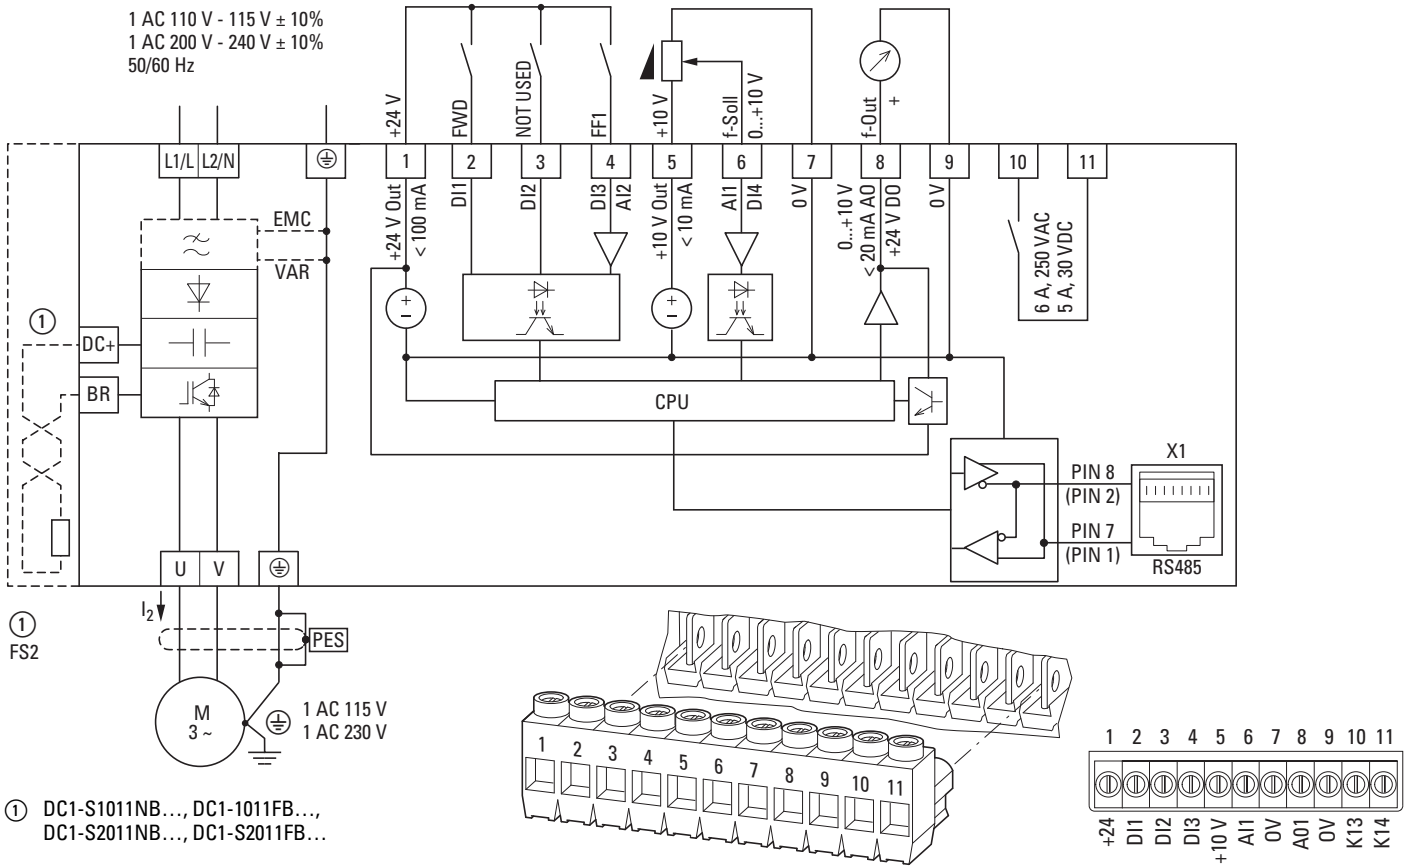 1 AC 110 V - 115 V ± 10%
1 AC 200 V - 240 V ± 10%
50/60 Hz
+24 V
FWD
NOT USED
FF1
+10 V
f-Soll
0...+10 V
f-Out
+
L1/L
L2/N
1
2
3
4
5
6
7
8
9
10
11
+24 V Out
< 100 mA
DI1
DI2
DI3
AI2
+10 V Out
< 10 mA
AI1
DI4
0 V
0...+10 V
< 20 mA AO
+24 V DO
0 V
6 A, 250 VAC
5 A, 30 VDC
EMC
VAR
1
DC+
BR
+
–
+
–
CPU
X1
PIN 8
(PIN 2)
PIN 7
(PIN 1)
RS485
U
V
I2
1
FS2
PES
M
3 ~
1 AC 115 V
1 AC 230 V
1 DC1-S1011NB…, DC1-1011FB…,
DC1-S2011NB…, DC1-S2011FB…
1 2 3 4 5 6 7 8 9 10 11
1 2 3 4 5 6 7 8 9 10 11
+24
DI1
DI2
DI3
+10 V
AI1
0V
A01
0V
K13
K14